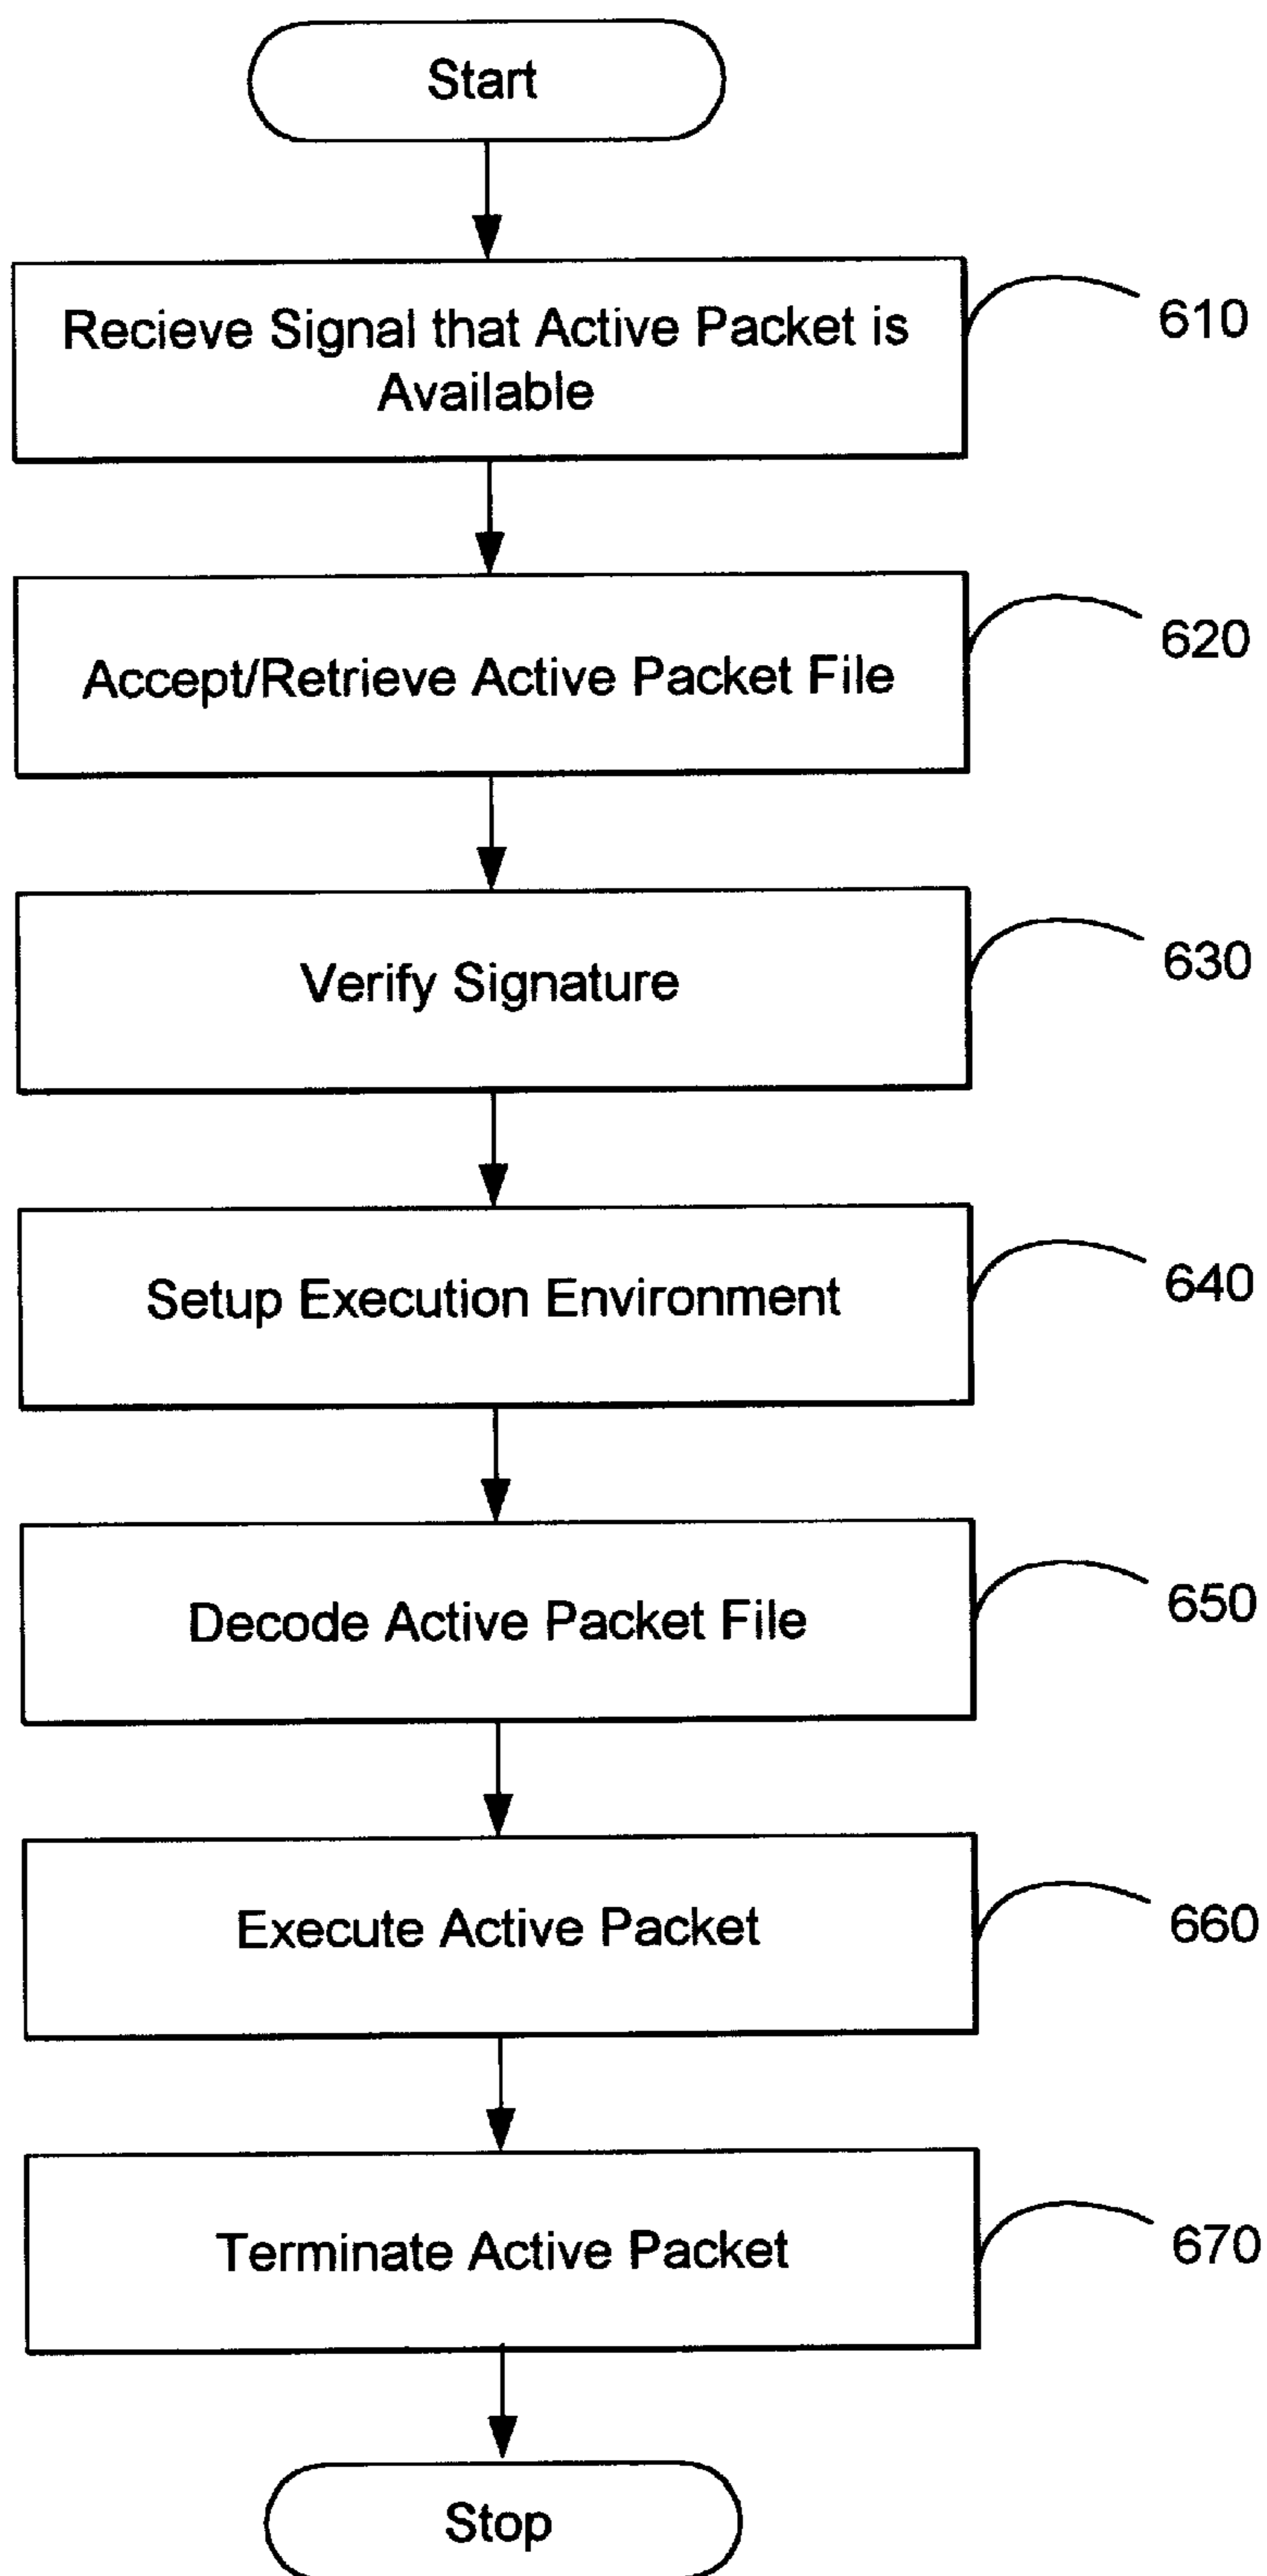 Start
Recieve Signal that Active Packet is
Available
610
Accept/Retrieve Active Packet File
620
Verify Signature
630
Setup Execution Environment
640
Decode Active Packet File
650
Execute Active Packet
660
Terminate Active Packet
670
Stop